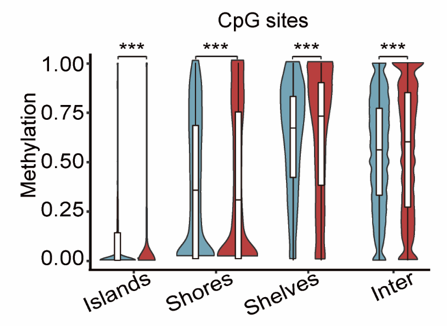 CpG sites
*** *** *** ***
Methylation
1.00
0.75
0.50
0.25
0.00
Islands Shores Shelves Inter